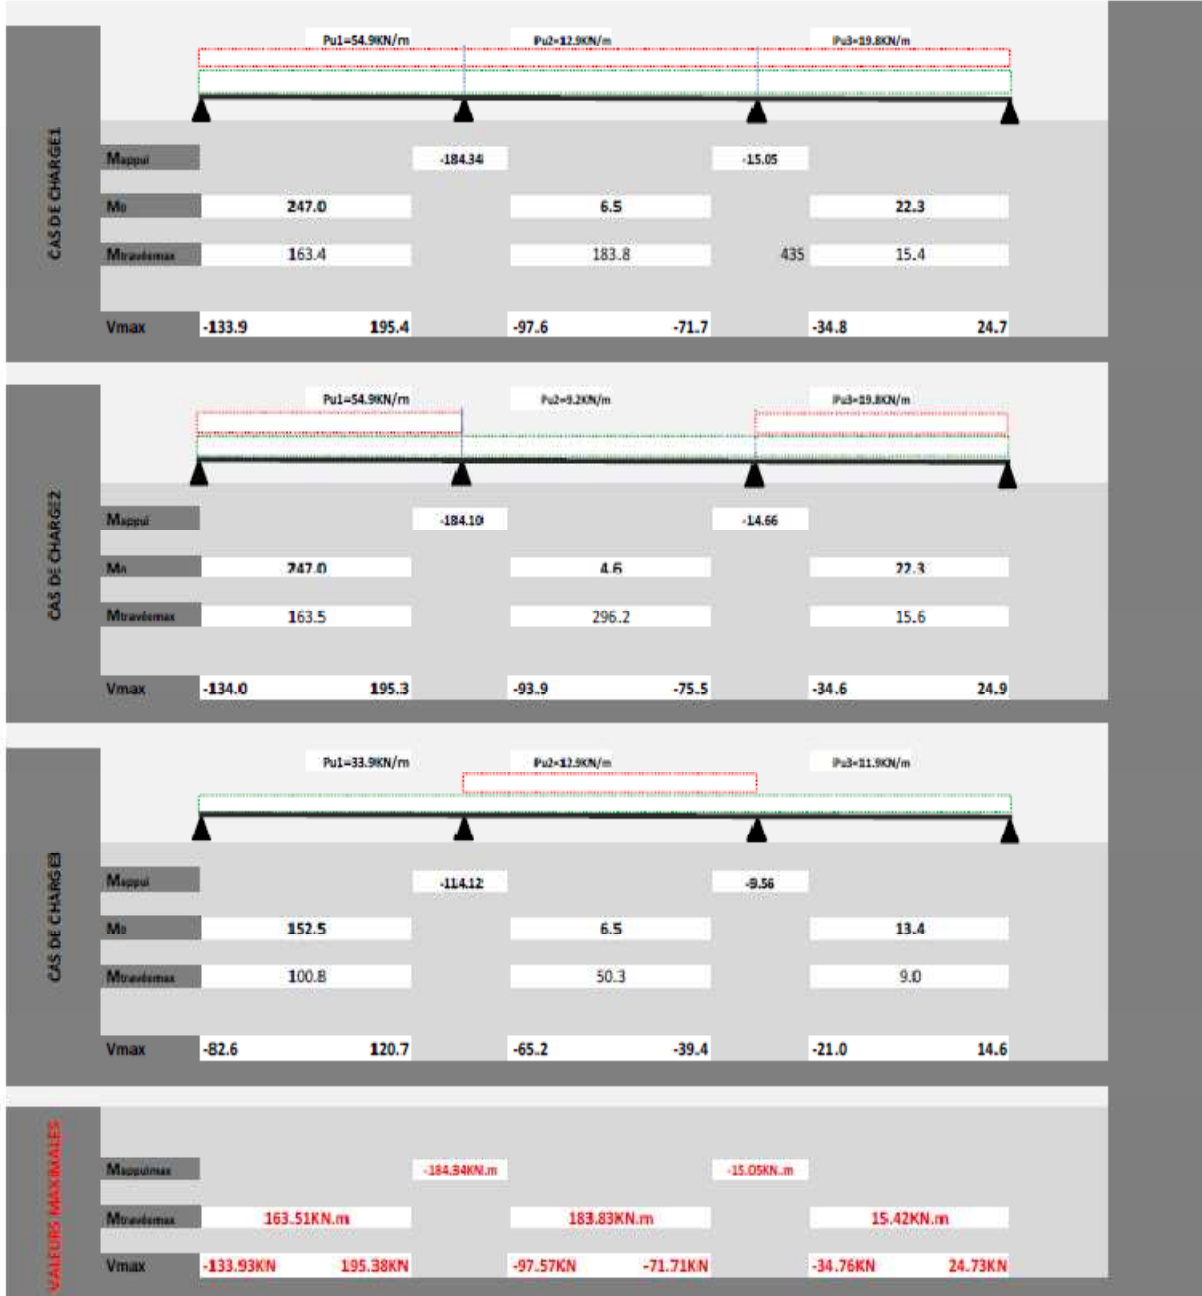 Pu1=54.9KN/m Pu2=12.9KN/m Pu3=19.8KN/m
CAS DE CHARGE1
Mappui -184.34 -15.05
M0 247.0 6.5 22.3
Mtravéemax 163.4 183.8 435 15.4
Vmax -133.9 195.4 -97.6 -71.7 -34.8 24.7
Pu1=54.9KN/m Pu2=9.2KN/m Pu3=19.8KN/m
CAS DE CHARGE2
Mappui -184.10 -14.66
M0 247.0 4.6 22.3
Mtravéemax 163.5 296.2 15.6
Vmax -134.0 195.3 -93.9 -75.5 -34.6 24.9
Pu1=33.9KN/m Pu2=12.9KN/m Pu3=11.9KN/m
CAS DE CHARGE3
Mappui -114.12 -9.56
M0 152.5 6.5 13.4
Mtravéemax 100.8 50.3 9.0
Vmax -82.6 120.7 -65.2 -39.4 -21.0 14.6
VALEURS MAXIMALES
Mappuimax -184.34KN.m -15.05KN.m
Mtravéemax 163.51KN.m 183.83KN.m 15.42KN.m
Vmax -133.93KN 195.38KN -97.57KN -71.71KN -34.76KN 24.73KN